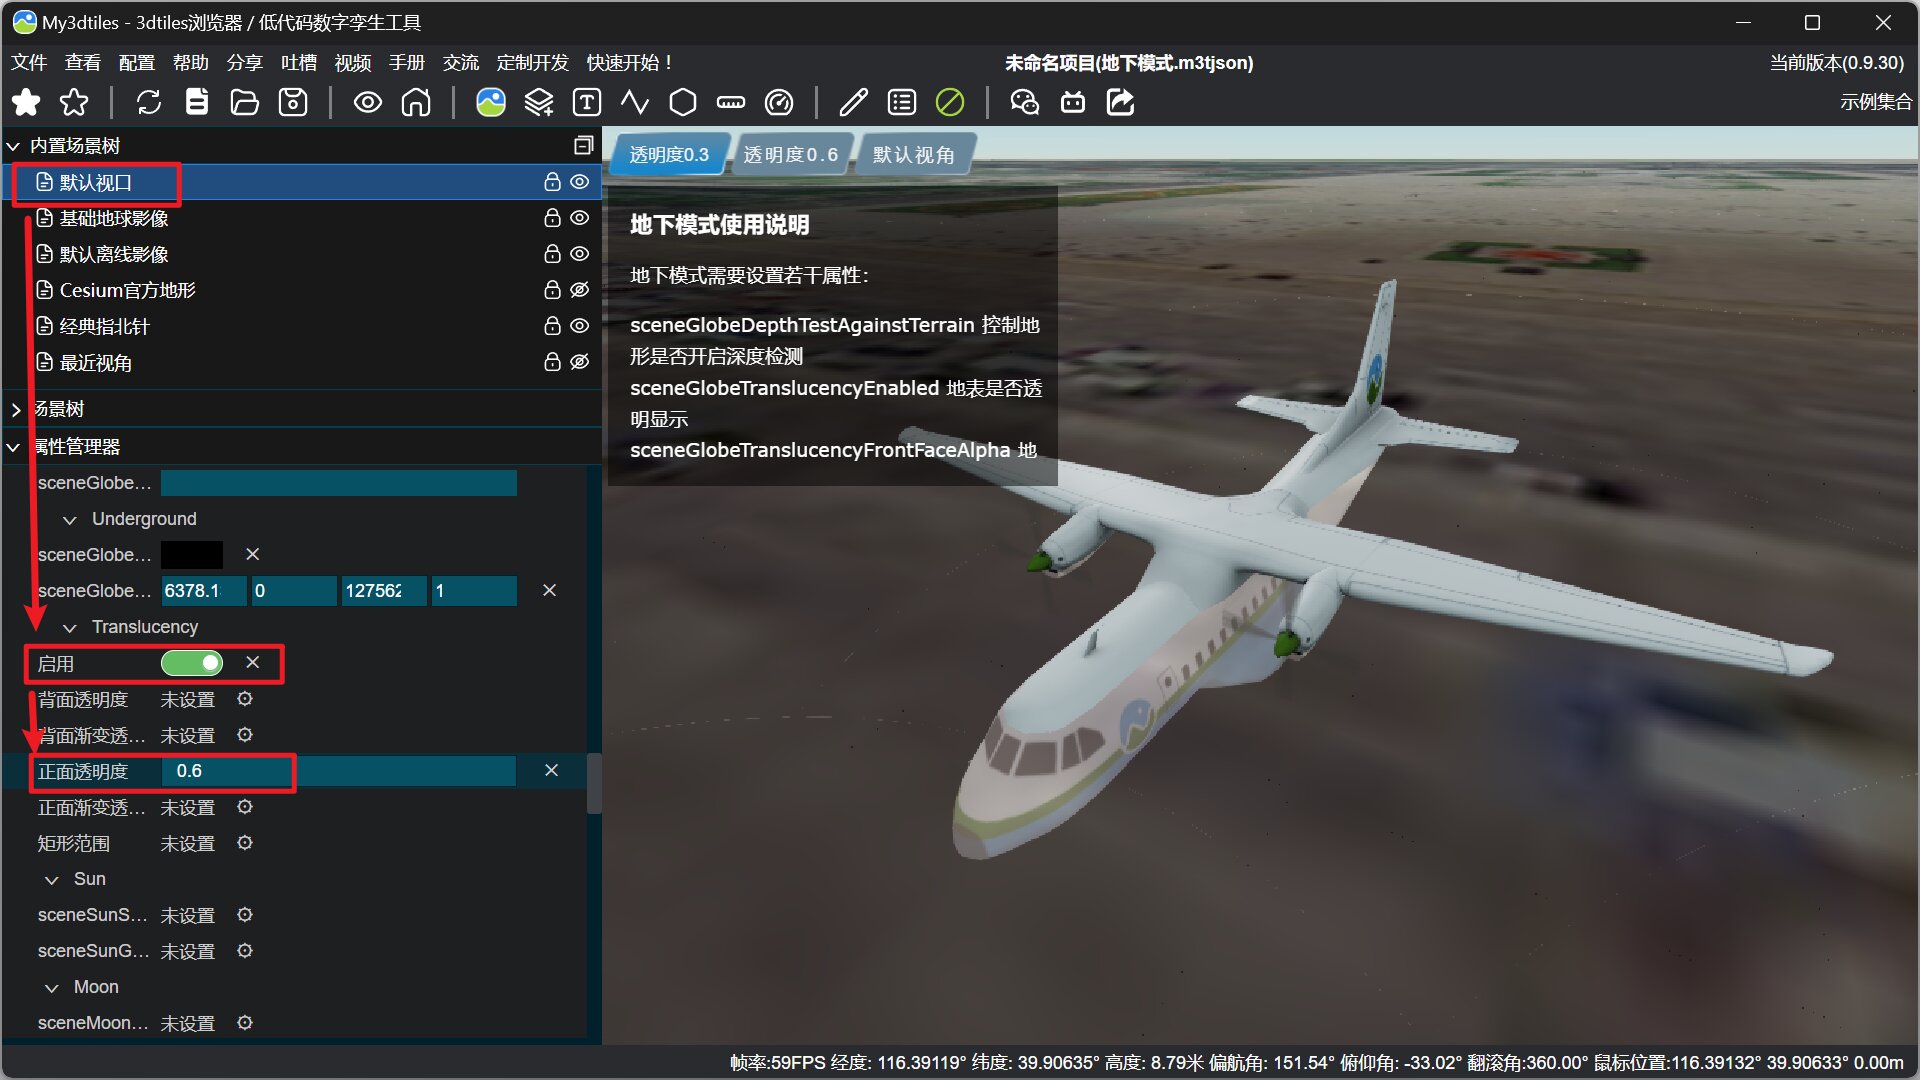 My3dtiles - 3dtiles浏览器 / 低代码数字孪生工具
文件 查看 配置 帮助 分享 吐槽 视频 手册 交流 定制开发 快速开始！
未命名项目(地下模式.m3tjson)
当前版本(0.9.30)
示例集合
内置场景树
默认视口
基础地球影像
默认离线影像
Cesium官方地形
经典指北针
最近视角
场景树
属性管理器
sceneGlobe...
Underground
sceneGlobe...
sceneGlobe... 6378.1 0 127562 1
Translucency
启用
背面透明度 未设置
背面渐变透... 未设置
正面透明度 0.6
正面渐变透... 未设置
矩形范围 未设置
Sun
sceneSunS... 未设置
sceneSunG... 未设置
Moon
sceneMoon... 未设置
透明度0.3 透明度0.6 默认视角
地下模式使用说明
地下模式需要设置若干属性：
sceneGlobeDepthTestAgainstTerrain 控制地
形是否开启深度检测
sceneGlobeTranslucencyEnabled 地表是否透
明显示
sceneGlobeTranslucencyFrontFaceAlpha 地
帧率:59FPS 经度: 116.39119° 纬度: 39.90635° 高度: 8.79米 偏航角: 151.54° 俯仰角: -33.02° 翻滚角:360.00° 鼠标位置:116.39132° 39.90633° 0.00m